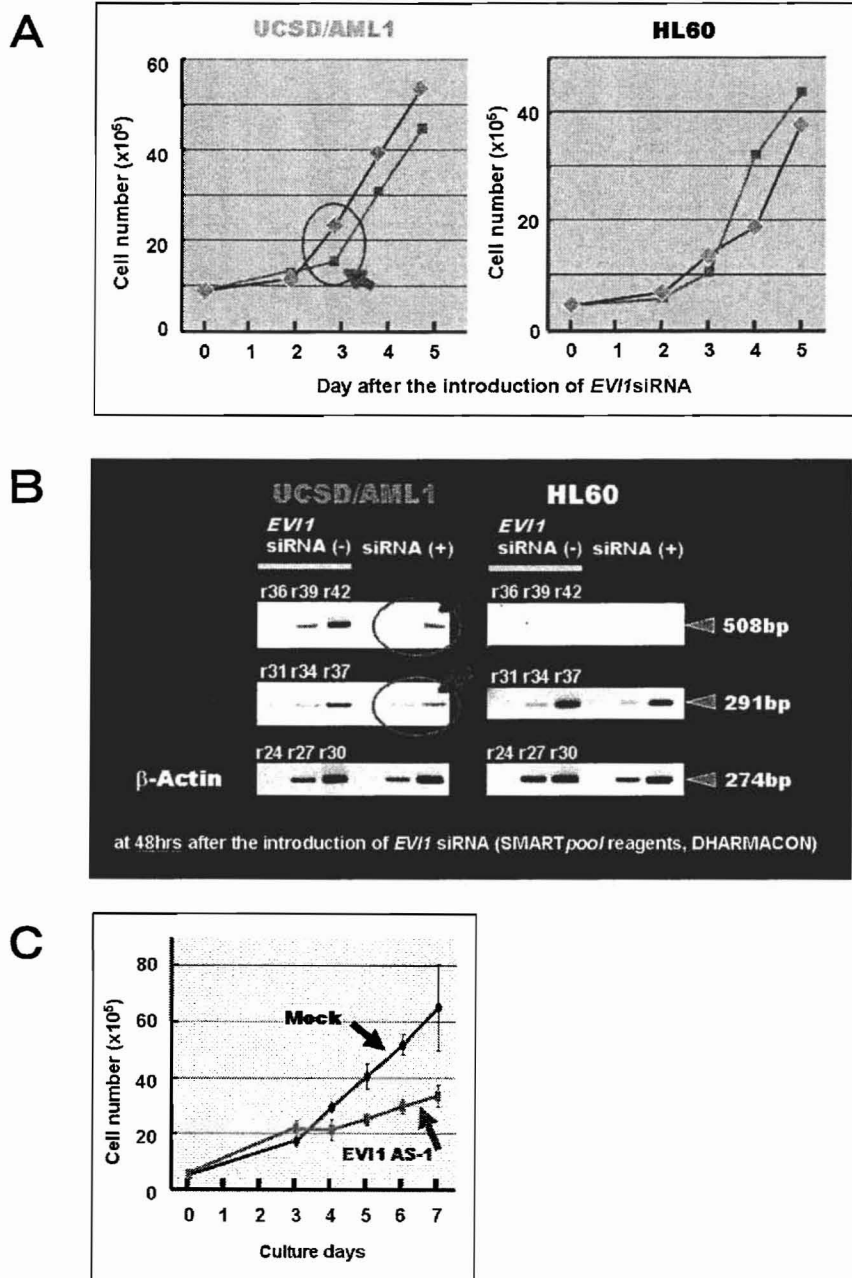 A
UCSD/AML1
HL60
Cell number (x10⁵)
60
40
20
0
0 1 2 3 4 5
Cell number (x10⁵)
40
20
0
0 1 2 3 4 5
Day after the introduction of EVI1siRNA
B
UCSD/AML1
HL60
EVI1
siRNA (-) siRNA (+)
EVI1
siRNA (-) siRNA (+)
r36 r39 r42
r36 r39 r42
508bp
r31 r34 r37
r31 r34 r37
291bp
β-Actin
r24 r27 r30
r24 r27 r30
274bp
at 48hrs after the introduction of EVI1 siRNA (SMARTpool reagents, DHARMACON)
C
Cell number (x10⁵)
80
60
40
20
0
Mock
EVI1 AS-1
0 1 2 3 4 5 6 7
Culture days